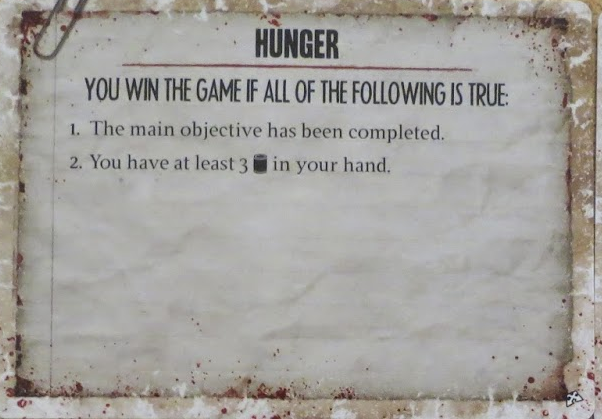 HUNGER
YOU WIN THE GAME IF ALL OF THE FOLLOWING IS TRUE:
1. The main objective has been completed.
2. You have at least 3 in your hand.